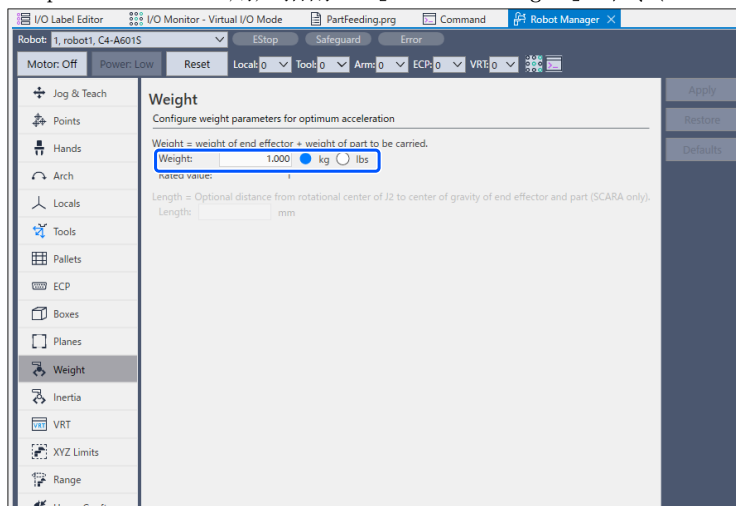 I/O Label Editor I/O Monitor - Virtual I/O Mode PartFeeding.prg Command Robot Manager
Robot: 1, robot1, C4-A601S EStop Safeguard Error
Motor: Off Power: Low Reset Local: 0 Tool: 0 Arm: 0 ECP: 0 VRT: 0
Jog & Teach
Points
Hands
Arch
Locals
Tools
Pallets
ECP
Boxes
Planes
Weight
Inertia
VRT
XYZ Limits
Range
Weight
Configure weight parameters for optimum acceleration
Weight = weight of end effector + weight of part to be carried.
Weight: 1.000 kg lbs
Rated value: 1
Length = Optional distance from rotational center of J2 to center of gravity of end effector and part (SCARA only).
Length: mm
Apply
Restore
Defaults